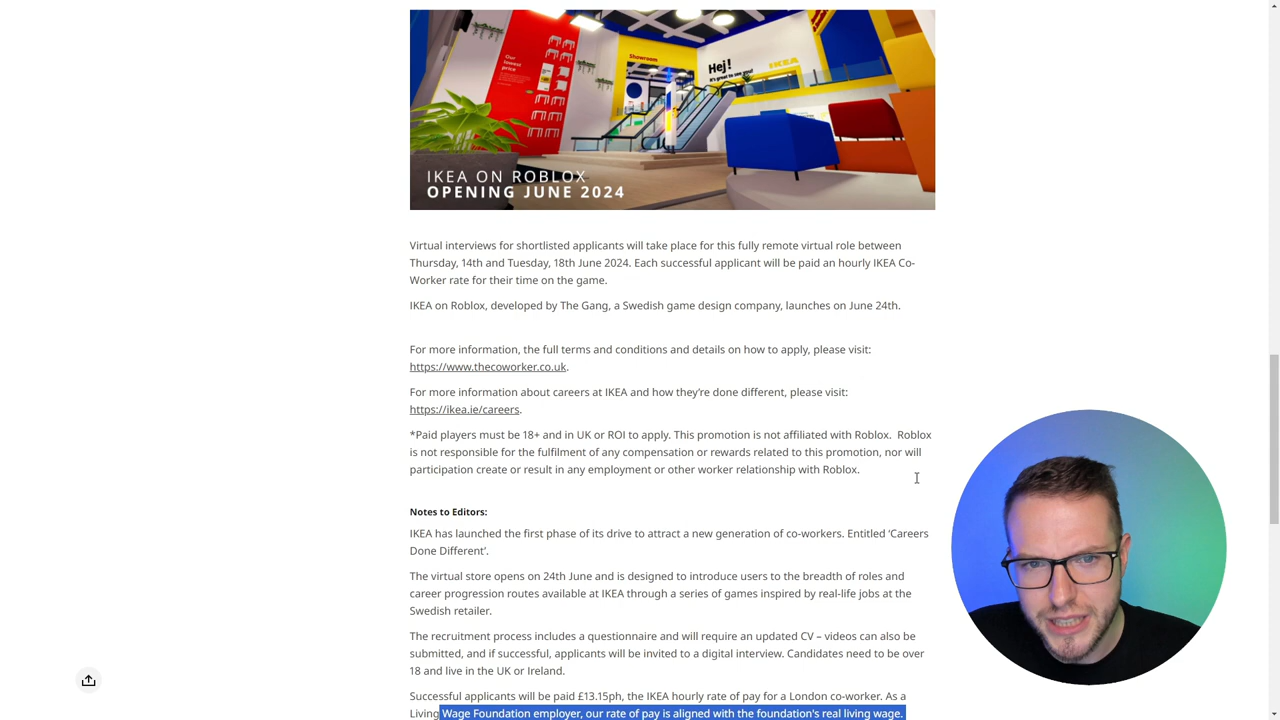 Our
lowest
price
Showroom
Hej!
It's great to see you!
IKEA
IKEA ON ROBLOX
OPENING JUNE 2024
Virtual interviews for shortlisted applicants will take place for this fully remote virtual role between
Thursday, 14th and Tuesday, 18th June 2024. Each successful applicant will be paid an hourly IKEA Co-
Worker rate for their time on the game.
IKEA on Roblox, developed by The Gang, a Swedish game design company, launches on June 24th.
For more information, the full terms and conditions and details on how to apply, please visit:
https://www.thecoworker.co.uk.
For more information about careers at IKEA and how they're done different, please visit:
https://ikea.ie/careers.
*Paid players must be 18+ and in UK or ROI to apply. This promotion is not affiliated with Roblox.  Roblox
is not responsible for the fulfilment of any compensation or rewards related to this promotion, nor will
participation create or result in any employment or other worker relationship with Roblox.
Notes to Editors:
IKEA has launched the first phase of its drive to attract a new generation of co-workers. Entitled ‘Careers
Done Different’.
The virtual store opens on 24th June and is designed to introduce users to the breadth of roles and
career progression routes available at IKEA through a series of games inspired by real-life jobs at the
Swedish retailer.
The recruitment process includes a questionnaire and will require an updated CV – videos can also be
submitted, and if successful, applicants will be invited to a digital interview. Candidates need to be over
18 and live in the UK or Ireland.
Successful applicants will be paid £13.15ph, the IKEA hourly rate of pay for a London co-worker. As a
Living Wage Foundation employer, our rate of pay is aligned with the foundation's real living wage.